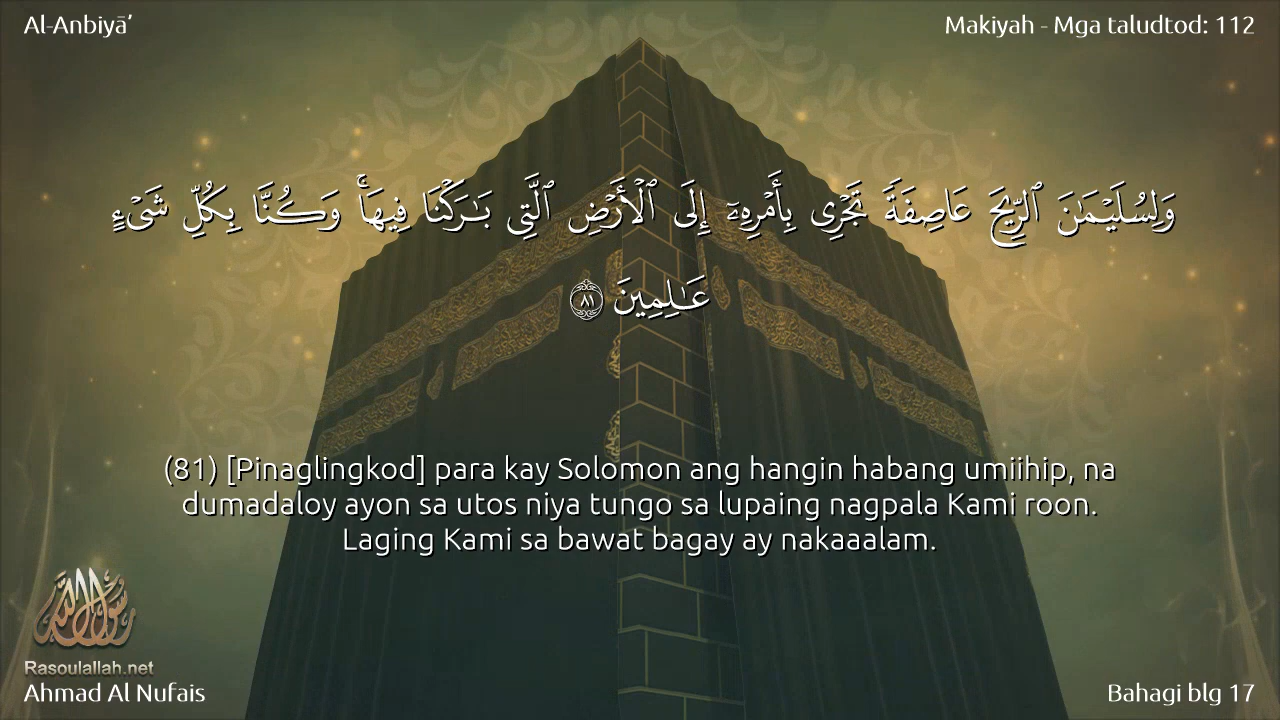 Al-Anbiyā’
Makiyah - Mga taludtod: 112
وَلِسُلَيْمَـٰنَ ٱلرِّيحَ عَاصِفَةً تَجْرِى بِأَمْرِهِۦٓ إِلَى ٱلْأَرْضِ ٱلَّتِى بَـٰرَكْنَا فِيهَا ۚ وَكُنَّا بِكُلِّ شَىْءٍ
عَـٰلِمِينَ ٨١
(81) [Pinaglingkod] para kay Solomon ang hangin habang umiihip, na
dumadaloy ayon sa utos niya tungo sa lupaing nagpala Kami roon.
Laging Kami sa bawat bagay ay nakaaalam.
رسول الله
Rasoulallah.net
Ahmad Al Nufais
Bahagi blg 17